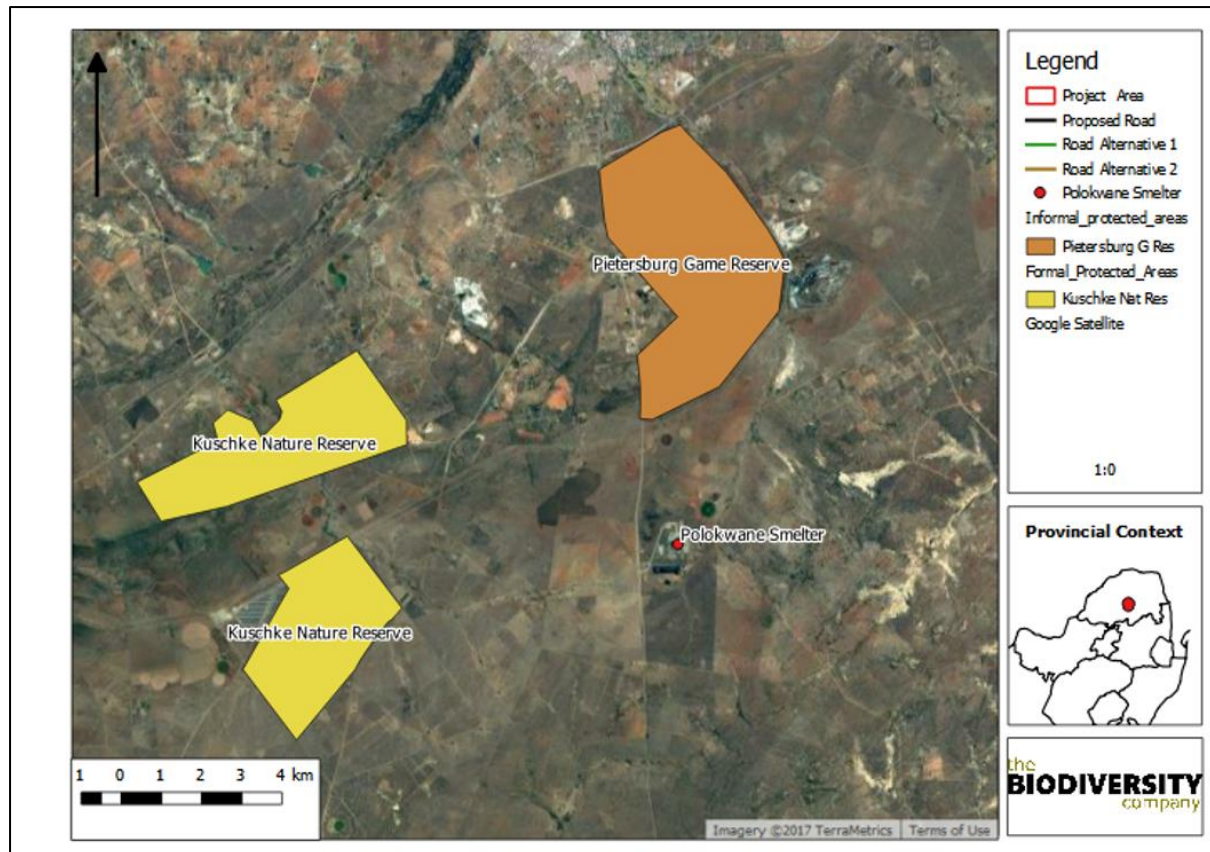 Pietersburg Game Reserve
Kuschke Nature Reserve
Polokwane Smelter
Kuschke Nature Reserve
1 0 1 2 3 4 km
Imagery ©2017 TerraMetrics Terms of Use
Legend
Project Area
Proposed Road
Road Alternative 1
Road Alternative 2
Polokwane Smelter
Informal_protected_areas
Pietersburg G Res
Formal_Protected_Areas
Kuschke Nat Res
Google Satellite
1:0
Provincial Context
the
BIODIVERSITY
company